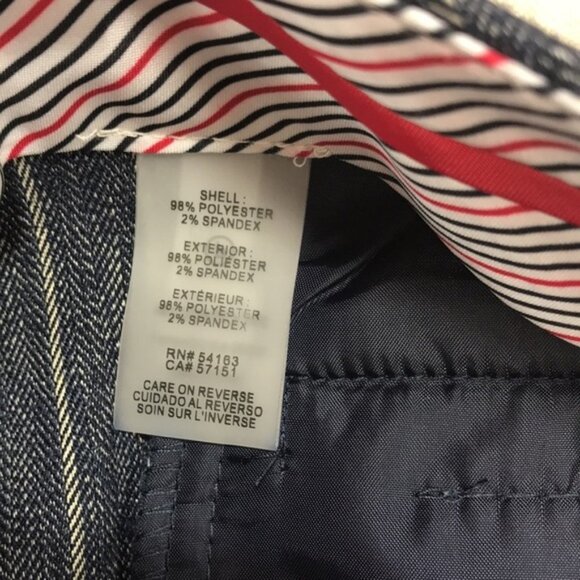 SHELL:
98% POLYESTER
2% SPANDEX
EXTERIOR:
98% POLIÉSTER
2% SPANDEX
EXTÉRIEUR:
98% POLYESTER
2% SPANDEX
RN# 54163
CA# 57151
CARE ON REVERSE
CUIDADO AL REVERSO
SOIN SUR L'INVERSE